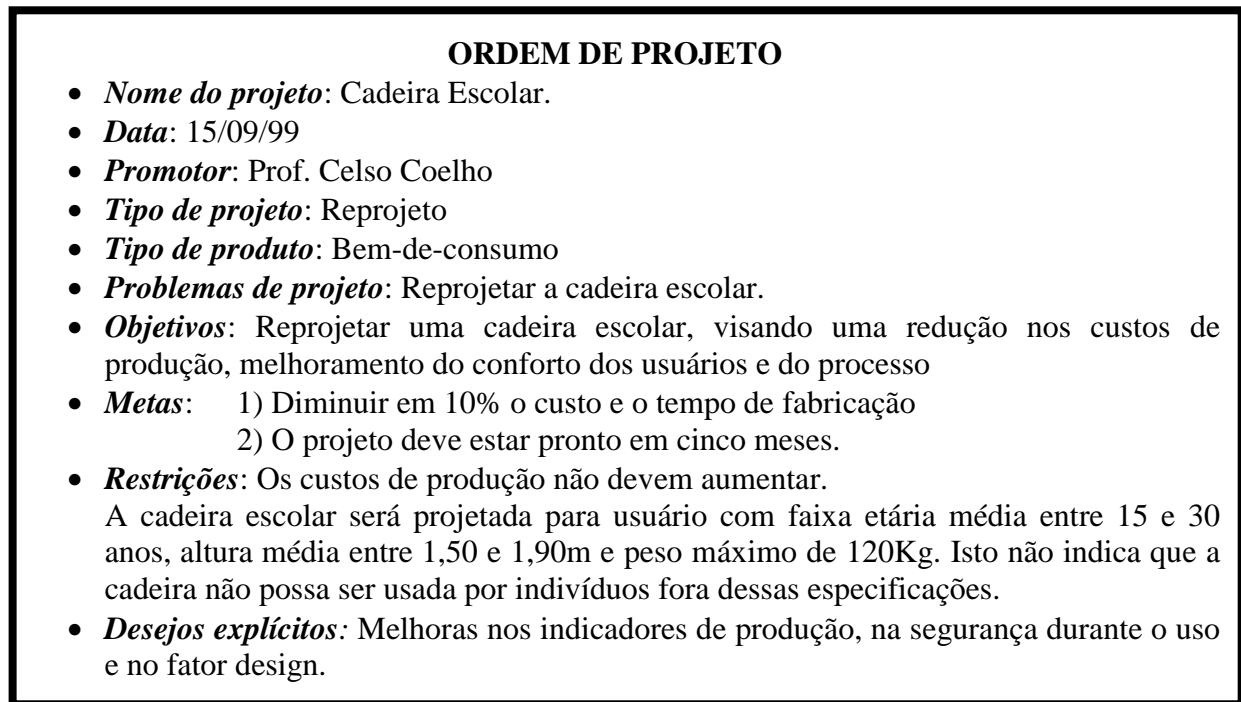 ORDEM DE PROJETO
• Nome do projeto: Cadeira Escolar.
• Data: 15/09/99
• Promotor: Prof. Celso Coelho
• Tipo de projeto: Reprojeto
• Tipo de produto: Bem-de-consumo
• Problemas de projeto: Reprojetar a cadeira escolar.
• Objetivos: Reprojetar uma cadeira escolar, visando uma redução nos custos de
produção, melhoramento do conforto dos usuários e do processo
• Metas: 1) Diminuir em 10% o custo e o tempo de fabricação
2) O projeto deve estar pronto em cinco meses.
• Restrições: Os custos de produção não devem aumentar.
A cadeira escolar será projetada para usuário com faixa etária média entre 15 e 30
anos, altura média entre 1,50 e 1,90m e peso máximo de 120Kg. Isto não indica que a
cadeira não possa ser usada por indivíduos fora dessas especificações.
• Desejos explícitos: Melhoras nos indicadores de produção, na segurança durante o uso
e no fator design.